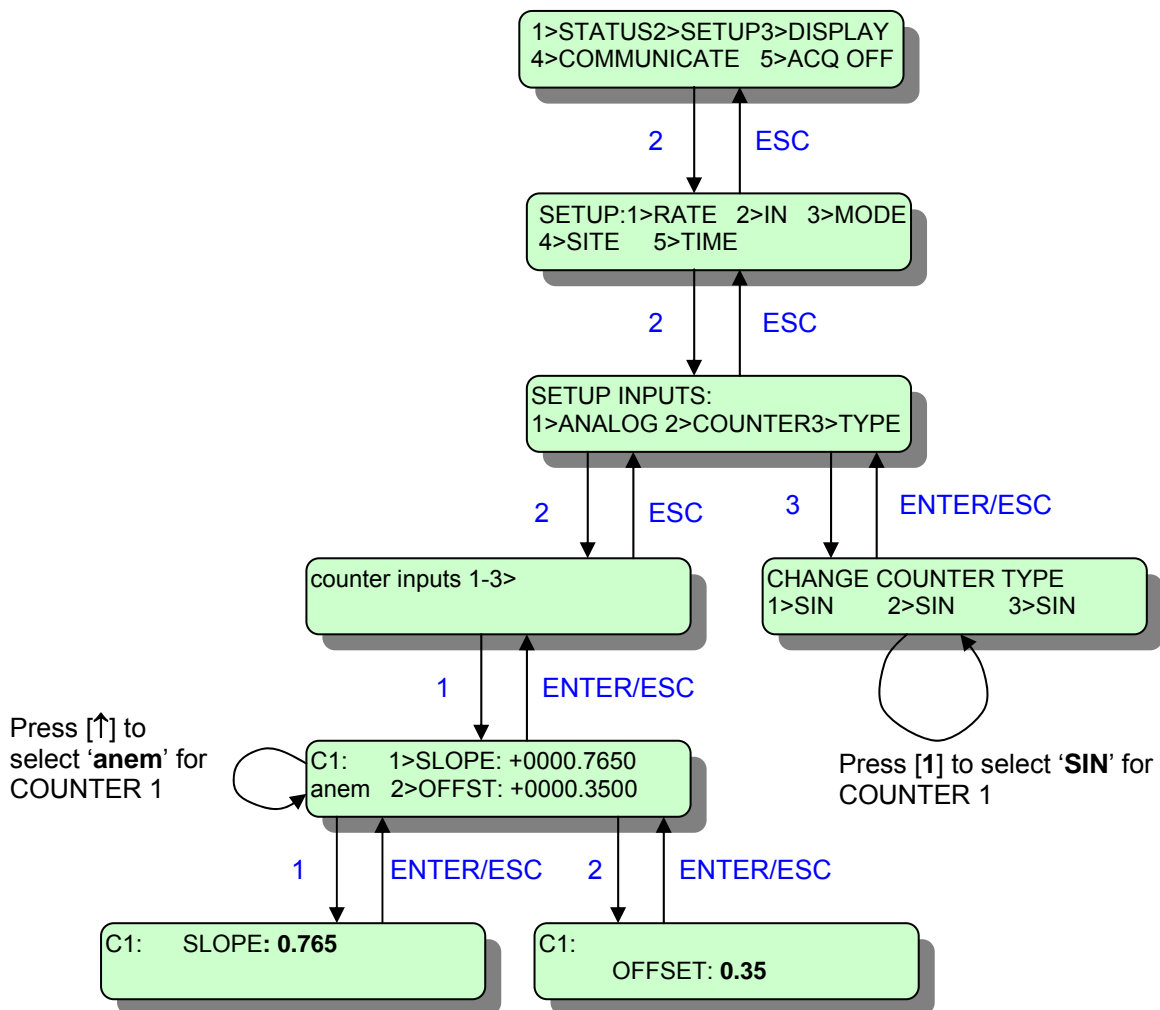 1>STATUS2>SETUP3>DISPLAY
4>COMMUNICATE 5>ACQ OFF
2 ESC
SETUP:1>RATE 2>IN 3>MODE
4>SITE 5>TIME
2 ESC
SETUP INPUTS:
1>ANALOG 2>COUNTER3>TYPE
2 ESC 3 ENTER/ESC
counter inputs 1-3>
CHANGE COUNTER TYPE
1>SIN 2>SIN 3>SIN
1 ENTER/ESC
Press [↑] to
select ‘anem’ for
COUNTER 1
C1: 1>SLOPE: +0000.7650
anem 2>OFFST: +0000.3500
Press [1] to select ‘SIN’ for
COUNTER 1
1 ENTER/ESC 2 ENTER/ESC
C1: SLOPE: 0.765
C1:
OFFSET: 0.35